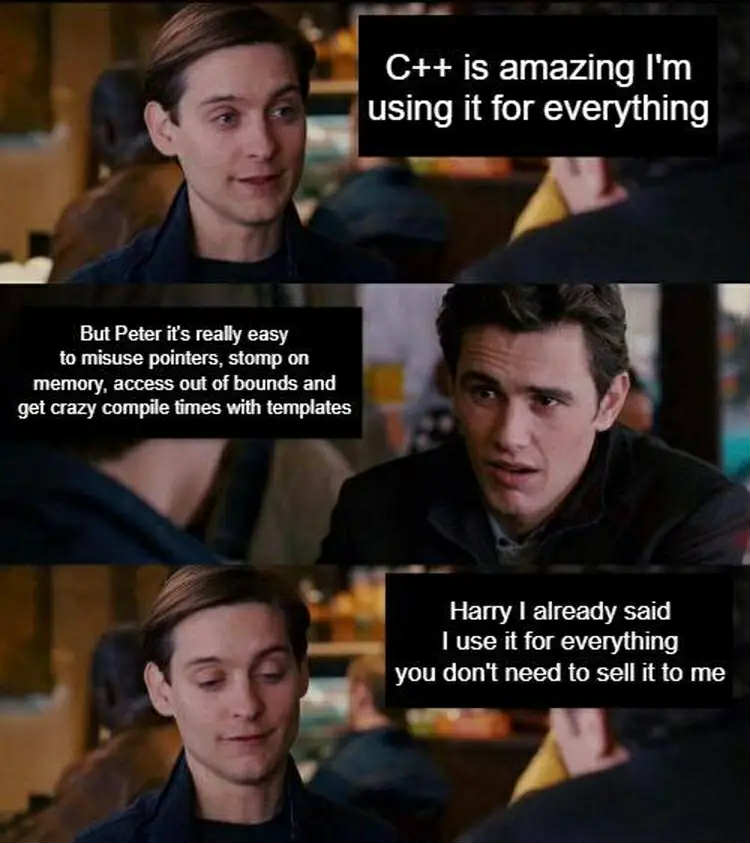 C++ is amazing I'm
using it for everything
But Peter it's really easy
to misuse pointers, stomp on
memory, access out of bounds and
get crazy compile times with templates
Harry I already said
I use it for everything
you don't need to sell it to me